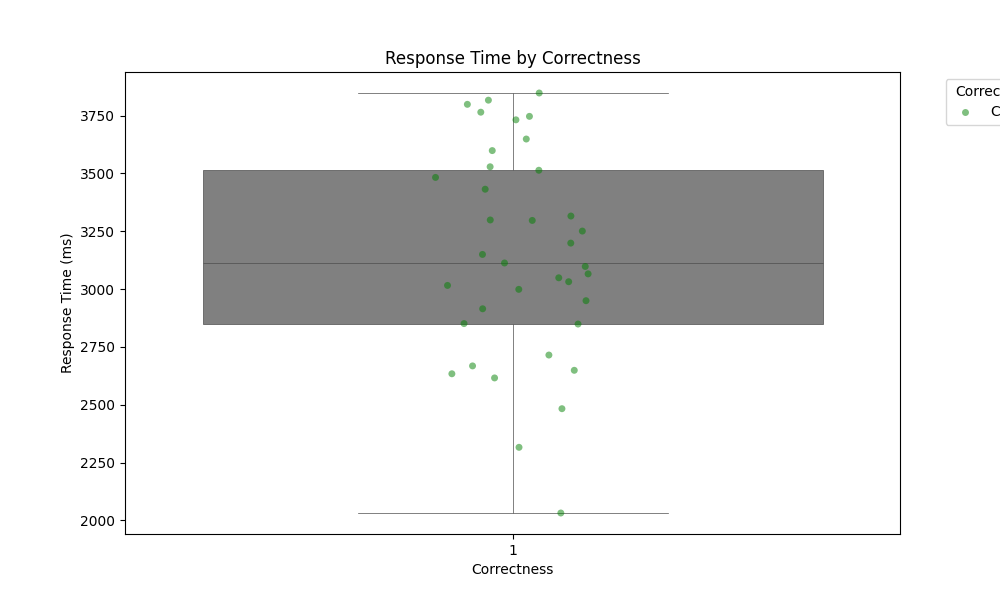 Response Time by Correctness
Correc
C
3750
3500
3250
3000
2750
2500
2250
2000
Response Time (ms)
1
Correctness